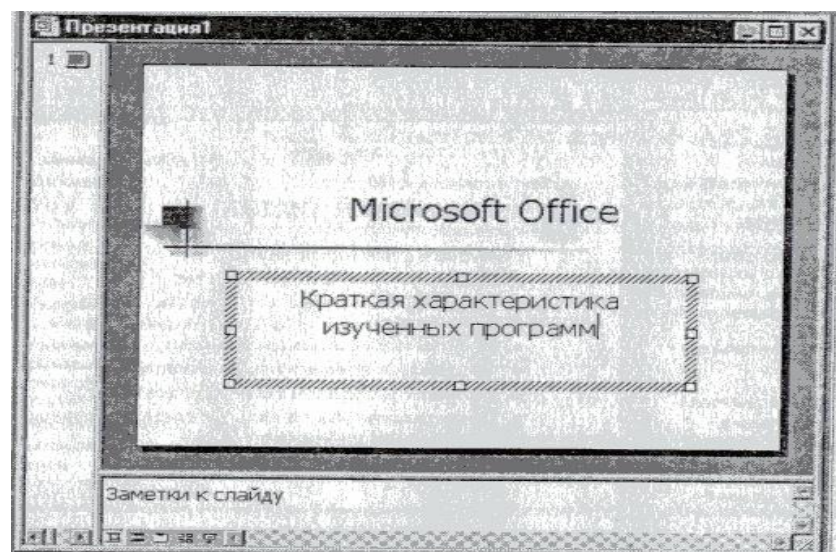 Презентация1
1
Microsoft Office
Краткая характеристика
изученных программ
Заметки к слайду